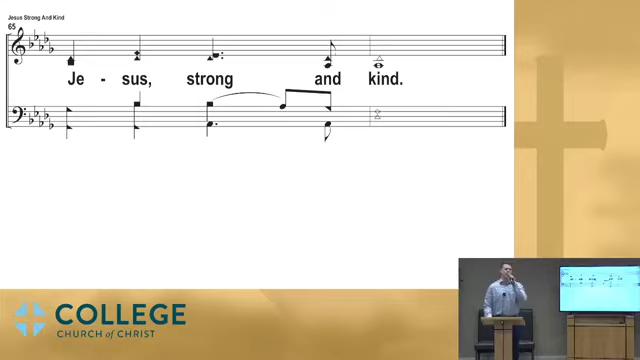 Jesus Strong And Kind
65
Je - sus, strong and kind.
COLLEGE
CHURCH of CHRIST